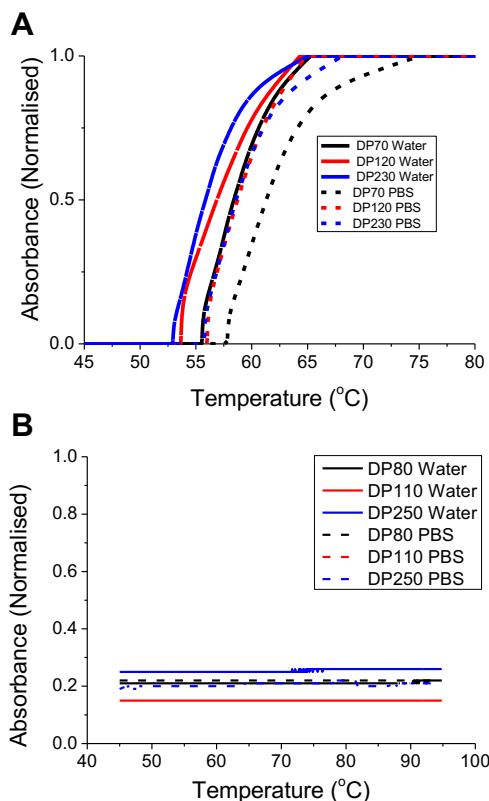 A
Absorbance (Normalised)
1.0
0.5
0.0
DP70 Water
DP120 Water
DP230 Water
DP70 PBS
DP120 PBS
DP230 PBS
45 50 55 60 65 70 75 80
Temperature (°C)
B
Absorbance (Normalised)
1.0
0.8
0.6
0.4
0.2
0.0
DP80 Water
DP110 Water
DP250 Water
DP80 PBS
DP110 PBS
DP250 PBS
40 50 60 70 80 90 100
Temperature (°C)